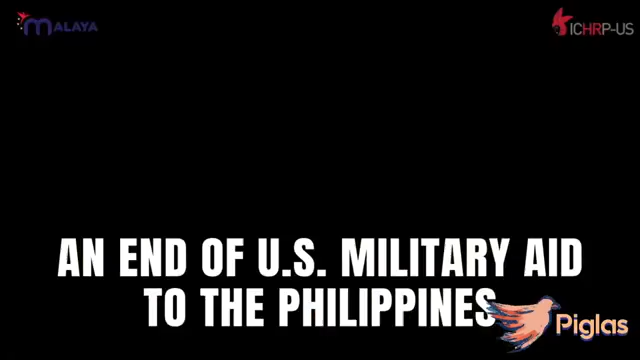 MALAYA
ICHRP-US
AN END OF U.S. MILITARY AID
TO THE PHILIPPINES
Piglas